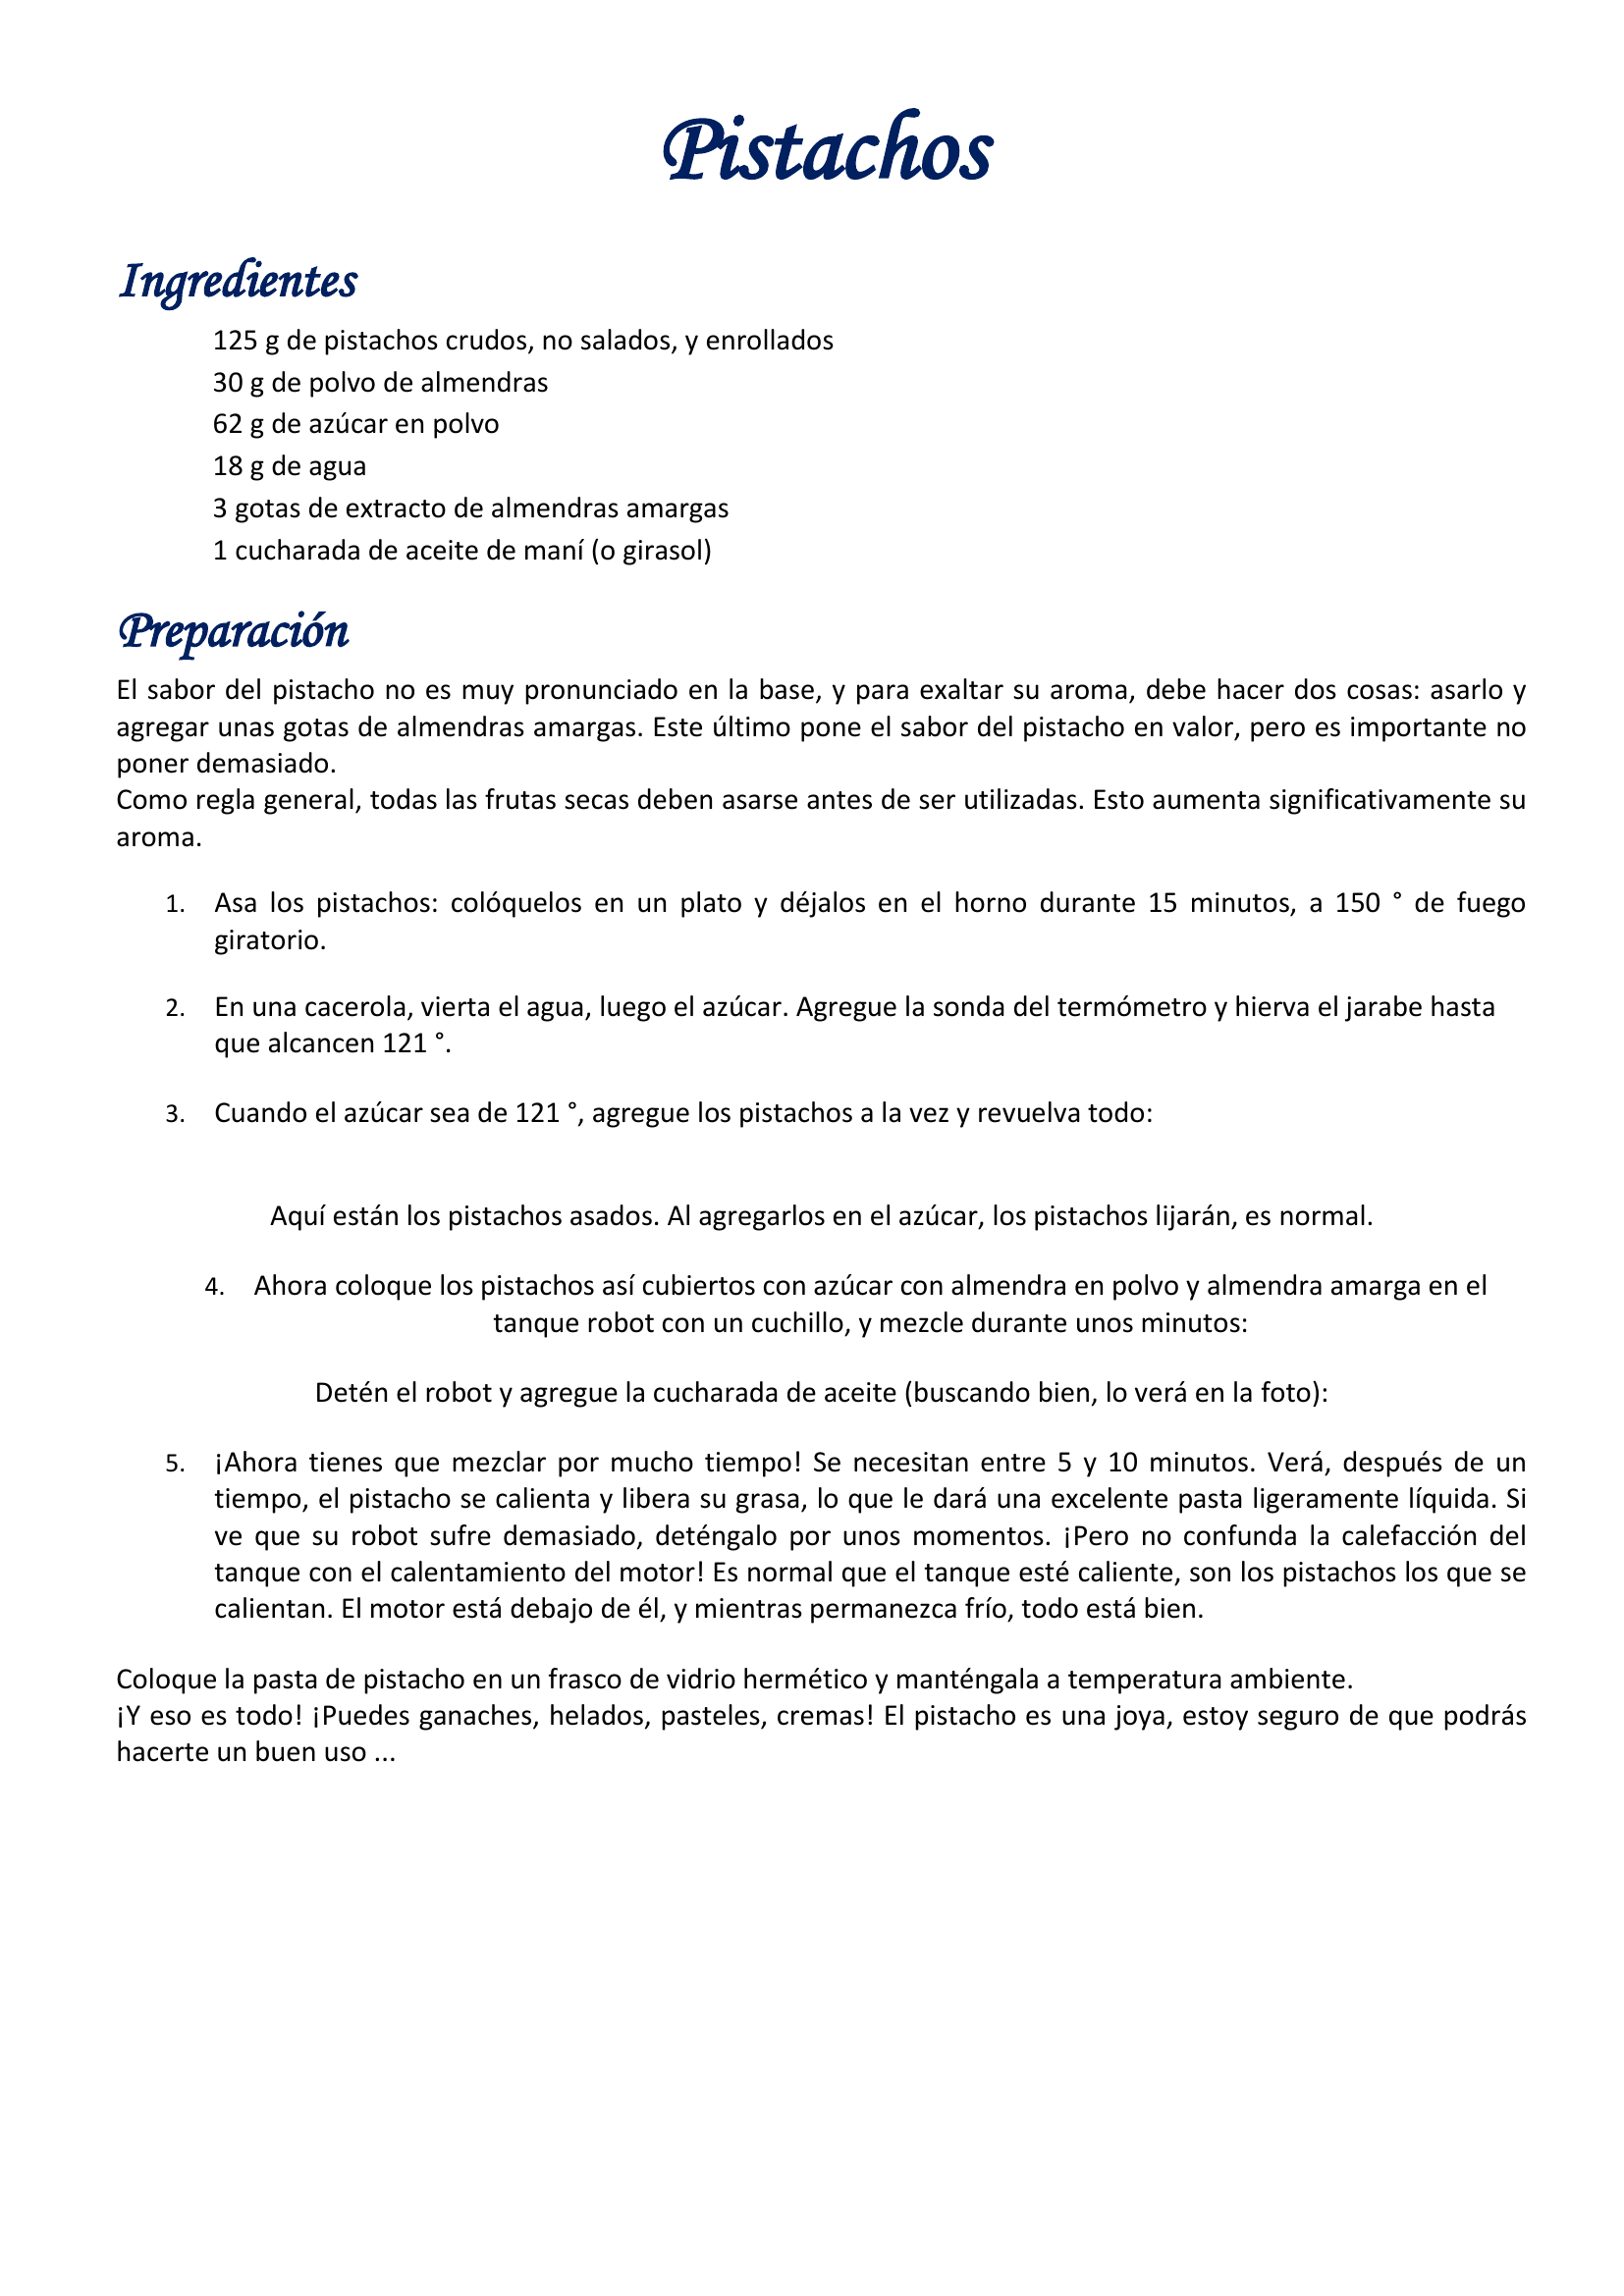 Pistachos
Ingredientes
125 g de pistachos crudos, no salados, y enrollados
30 g de polvo de almendras
62 g de azúcar en polvo
18 g de agua
3 gotas de extracto de almendras amargas
1 cucharada de aceite de maní (o girasol)
Preparación
El sabor del pistacho no es muy pronunciado en la base, y para exaltar su aroma, debe hacer dos cosas: asarlo y
agregar unas gotas de almendras amargas. Este último pone el sabor del pistacho en valor, pero es importante no
poner demasiado.
Como regla general, todas las frutas secas deben asarse antes de ser utilizadas. Esto aumenta significativamente su
aroma.
1. Asa los pistachos: colóquelos en un plato y déjalos en el horno durante 15 minutos, a 150 ° de fuego
giratorio.
2. En una cacerola, vierta el agua, luego el azúcar. Agregue la sonda del termómetro y hierva el jarabe hasta
que alcancen 121 °.
3. Cuando el azúcar sea de 121 °, agregue los pistachos a la vez y revuelva todo:
Aquí están los pistachos asados. Al agregarlos en el azúcar, los pistachos lijarán, es normal.
4. Ahora coloque los pistachos así cubiertos con azúcar con almendra en polvo y almendra amarga en el
tanque robot con un cuchillo, y mezcle durante unos minutos:
Detén el robot y agregue la cucharada de aceite (buscando bien, lo verá en la foto):
5. ¡Ahora tienes que mezclar por mucho tiempo! Se necesitan entre 5 y 10 minutos. Verá, después de un
tiempo, el pistacho se calienta y libera su grasa, lo que le dará una excelente pasta ligeramente líquida. Si
ve que su robot sufre demasiado, deténgalo por unos momentos. ¡Pero no confunda la calefacción del
tanque con el calentamiento del motor! Es normal que el tanque esté caliente, son los pistachos los que se
calientan. El motor está debajo de él, y mientras permanezca frío, todo está bien.
Coloque la pasta de pistacho en un frasco de vidrio hermético y manténgala a temperatura ambiente.
¡Y eso es todo! ¡Puedes ganaches, helados, pasteles, cremas! El pistacho es una joya, estoy seguro de que podrás
hacerte un buen uso ...